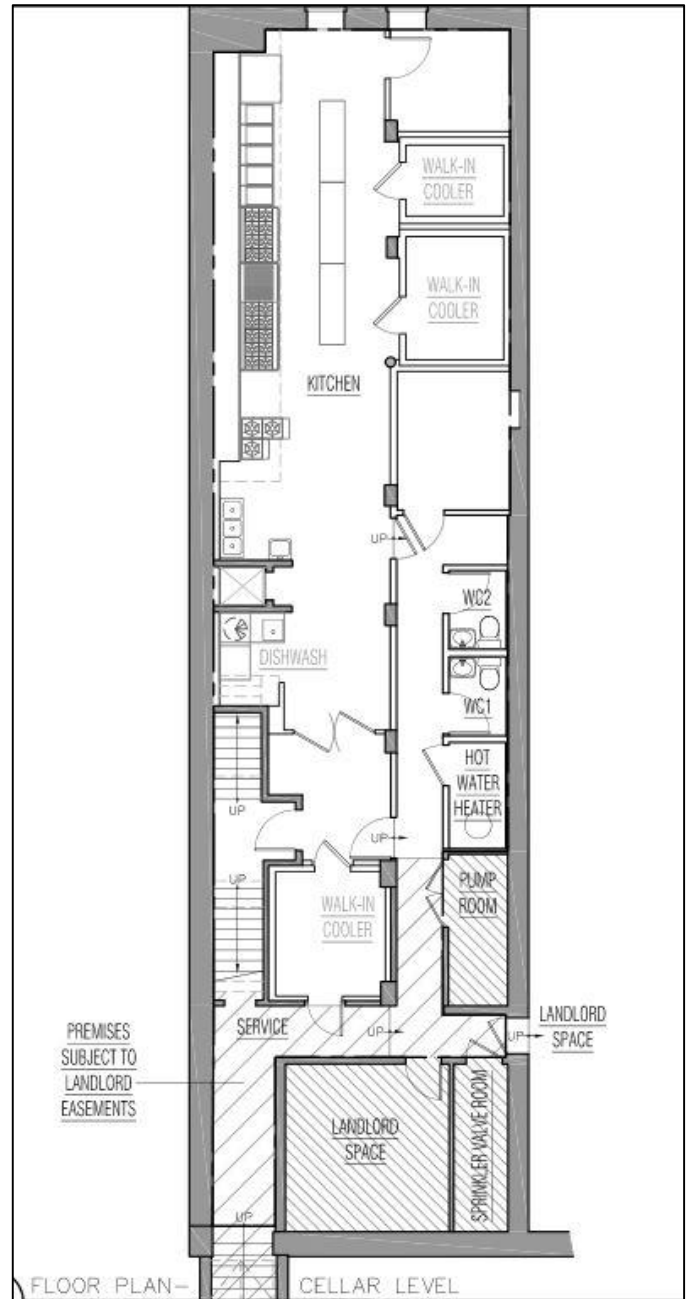 WALK-IN
COOLER
WALK-IN
COOLER
KITCHEN
UP
WC2
DISHWASH
WC1
HOT
WATER
HEATER
UP
UP
UP
PUMP
ROOM
WALK-IN
COOLER
SERVICE
UP
UP
LANDLORD
SPACE
PREMISES
SUBJECT TO
LANDLORD
EASEMENTS
LANDLORD
SPACE
SPRINKLER VALVE ROOM
UP
FLOOR PLAN- CELLAR LEVEL